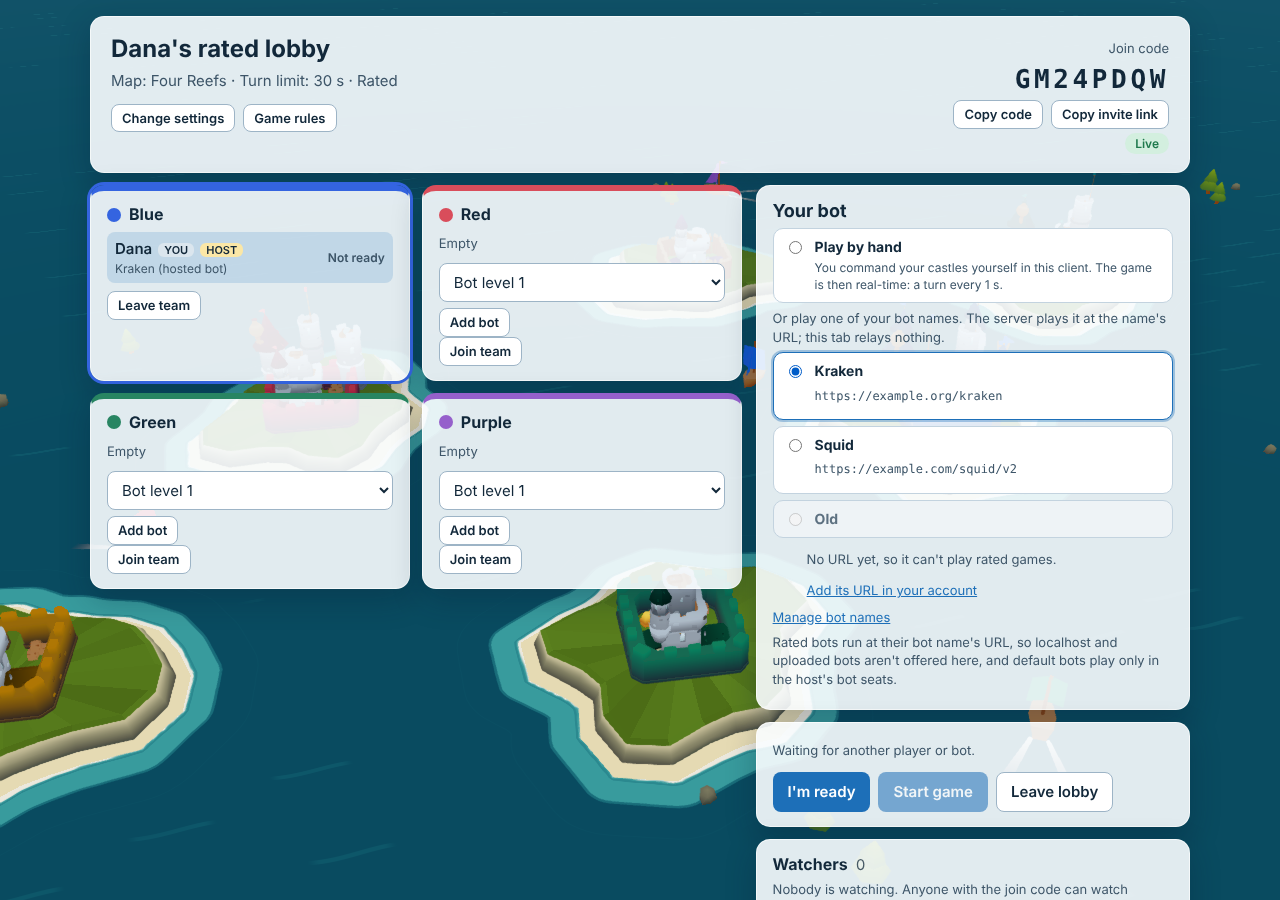 Dana's rated lobby
Map: Four Reefs · Turn limit: 30 s · Rated
Change settings
Game rules
Join code
GM24PDQW
Copy code
Copy invite link
Live
Blue
Dana YOU HOST
Kraken (hosted bot)
Not ready
Leave team
Red
Empty
Bot level 1
Add bot
Join team
Green
Empty
Bot level 1
Add bot
Join team
Purple
Empty
Bot level 1
Add bot
Join team
Your bot
Play by hand
You command your castles yourself in this client. The game
is then real-time: a turn every 1 s.
Or play one of your bot names. The server plays it at the name's
URL; this tab relays nothing.
Kraken
https://example.org/kraken
Squid
https://example.com/squid/v2
Old
No URL yet, so it can't play rated games.
Add its URL in your account
Manage bot names
Rated bots run at their bot name's URL, so localhost and
uploaded bots aren't offered here, and default bots play only in
the host's bot seats.
Waiting for another player or bot.
I'm ready
Start game
Leave lobby
Watchers 0
Nobody is watching. Anyone with the join code can watch